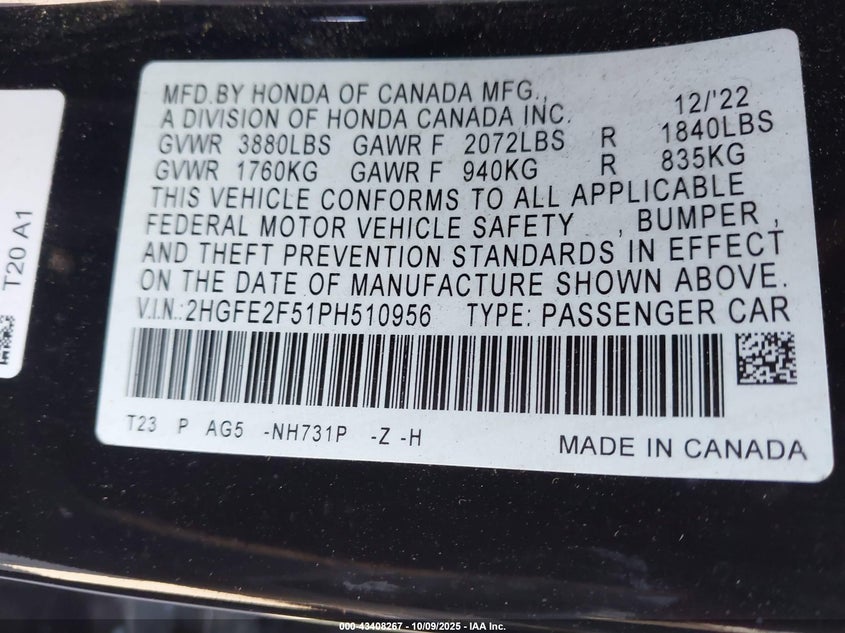 MFD.BY HONDA OF CANADA MFG., 12/'22
A DIVISION OF HONDA CANADA INC.
GVWR 3880LBS GAWR F 2072LBS R 1840LBS
GVWR 1760KG GAWR F 940KG R 835KG
THIS VEHICLE CONFORMS TO ALL APPLICABLE
FEDERAL MOTOR VEHICLE SAFETY , BUMPER ,
AND THEFT PREVENTION STANDARDS IN EFFECT
ON THE DATE OF MANUFACTURE SHOWN ABOVE.
V.I.N.:2HGFE2F51PH510956 TYPE: PASSENGER CAR
T23 P AG5 -NH731P -Z -H
MADE IN CANADA
T20 A1
000-43408267 - 10/09/2025 - IAA Inc.